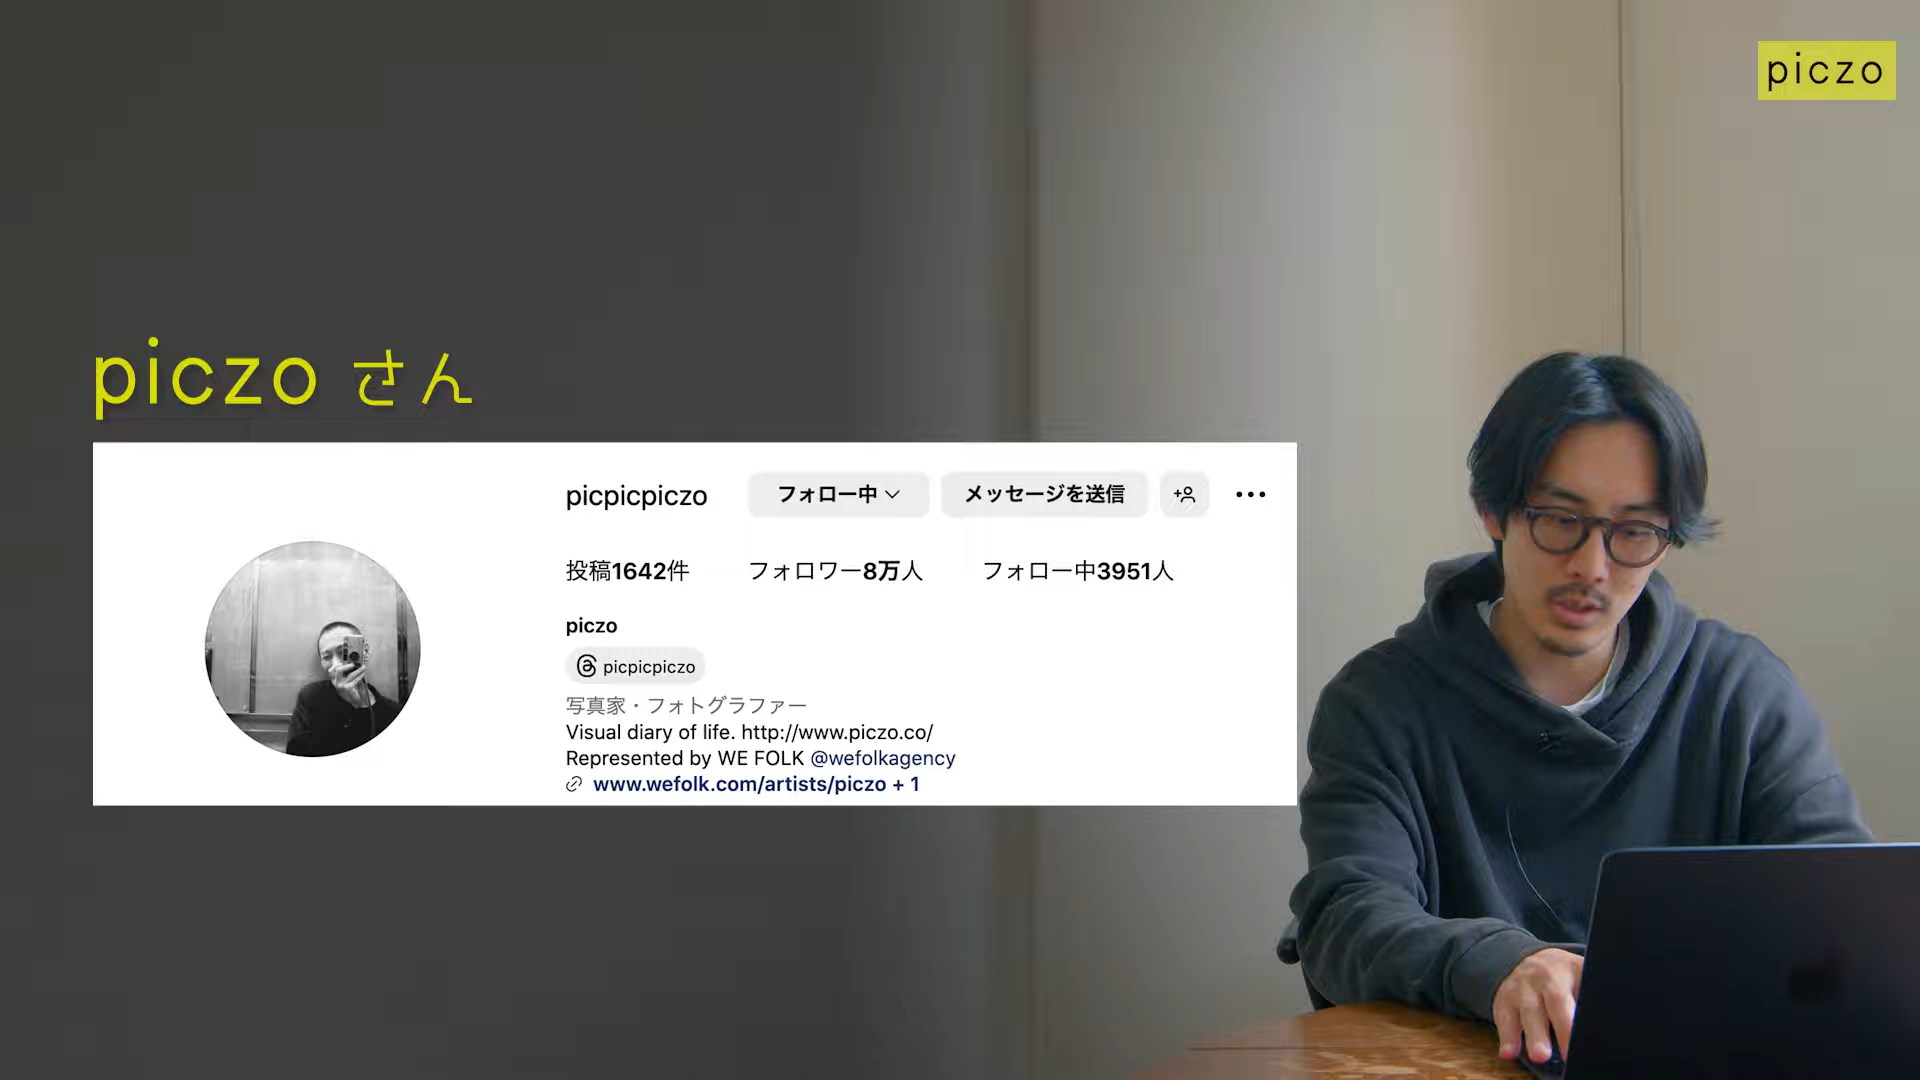 piczo
piczo さん
picpicpiczo フォロー中 メッセージを送信
投稿1642件 フォロワー8万人 フォロー中3951人
piczo
picpicpiczo
写真家・フォトグラファー
Visual diary of life. http://www.piczo.co/
Represented by WE FOLK @wefolkagency
www.wefolk.com/artists/piczo + 1